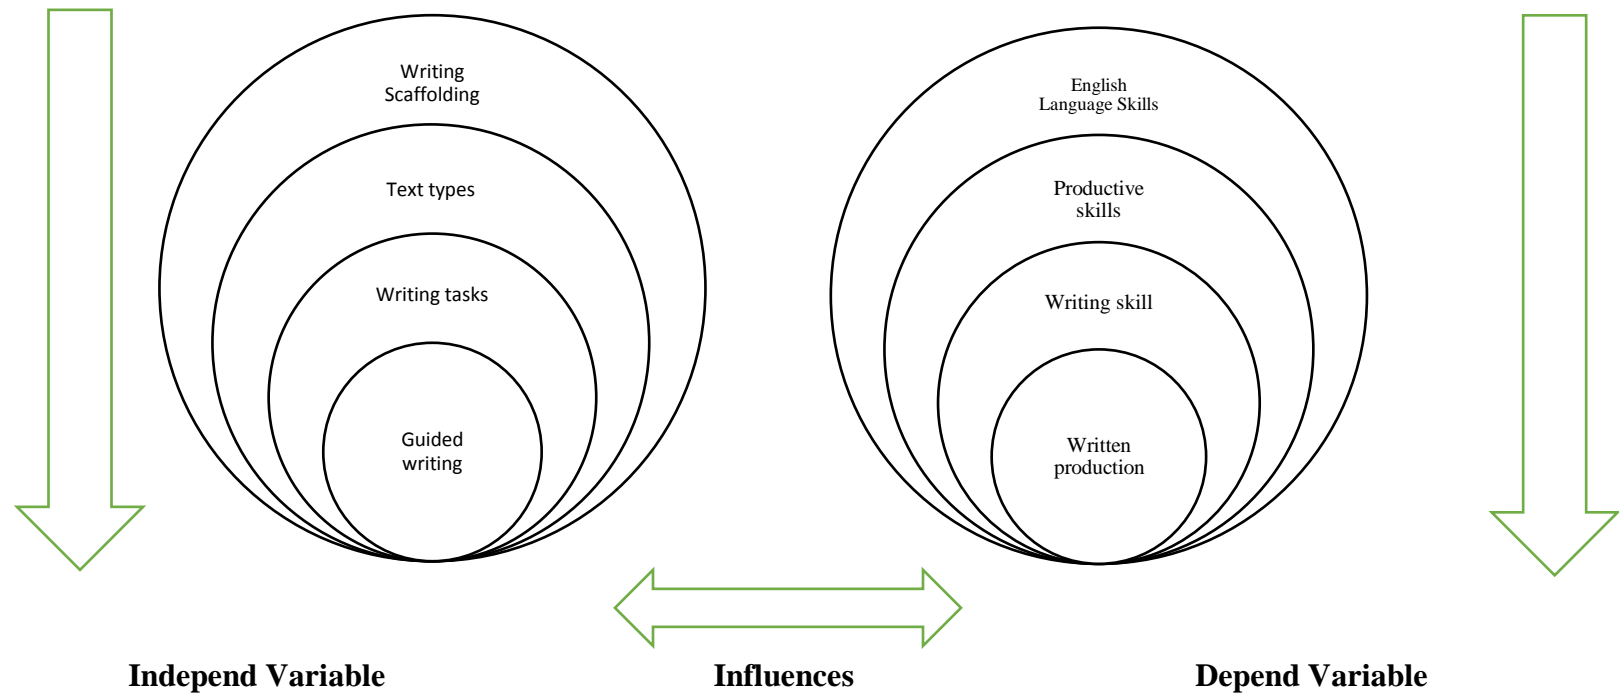 Writing
Scaffolding
Text types
Writing tasks
Guided
writing
English
Language Skills
Productive
skills
Writing skill
Written
production
Independ Variable
Influences
Depend Variable